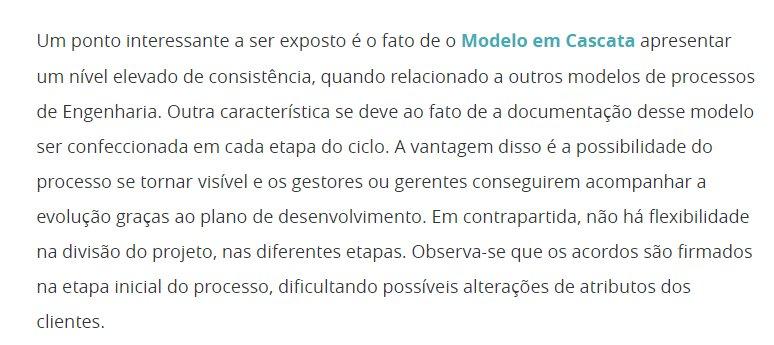 Um ponto interessante a ser exposto é o fato de o Modelo em Cascata apresentar
um nível elevado de consistência, quando relacionado a outros modelos de processos
de Engenharia. Outra característica se deve ao fato de a documentação desse modelo
ser confeccionada em cada etapa do ciclo. A vantagem disso é a possibilidade do
processo se tornar visível e os gestores ou gerentes conseguirem acompanhar a
evolução graças ao plano de desenvolvimento. Em contrapartida, não há flexibilidade
na divisão do projeto, nas diferentes etapas. Observa-se que os acordos são firmados
na etapa inicial do processo, dificultando possíveis alterações de atributos dos
clientes.